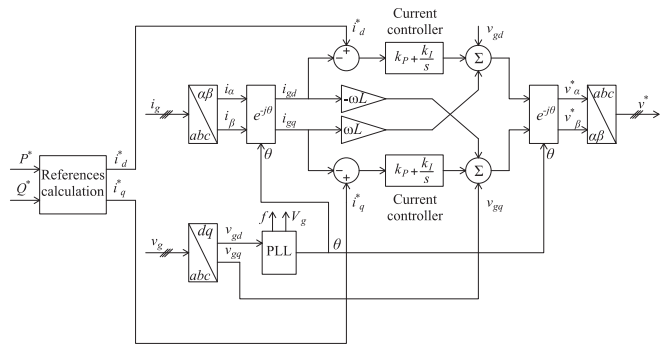 Current
controller
i*d
vgd
kP + kI/s
Σ
ig
αβ
abc
iα
iβ
e-jθ
igd
igq
-ωL
ωL
e-jθ
v*α
v*β
abc
αβ
v*
P*
Q*
References
calculation
i*d
i*q
θ
i*q
kP + kI/s
Σ
Current
controller
vgq
θ
vg
dq
abc
vgd
vgq
f
Vg
PLL
θ